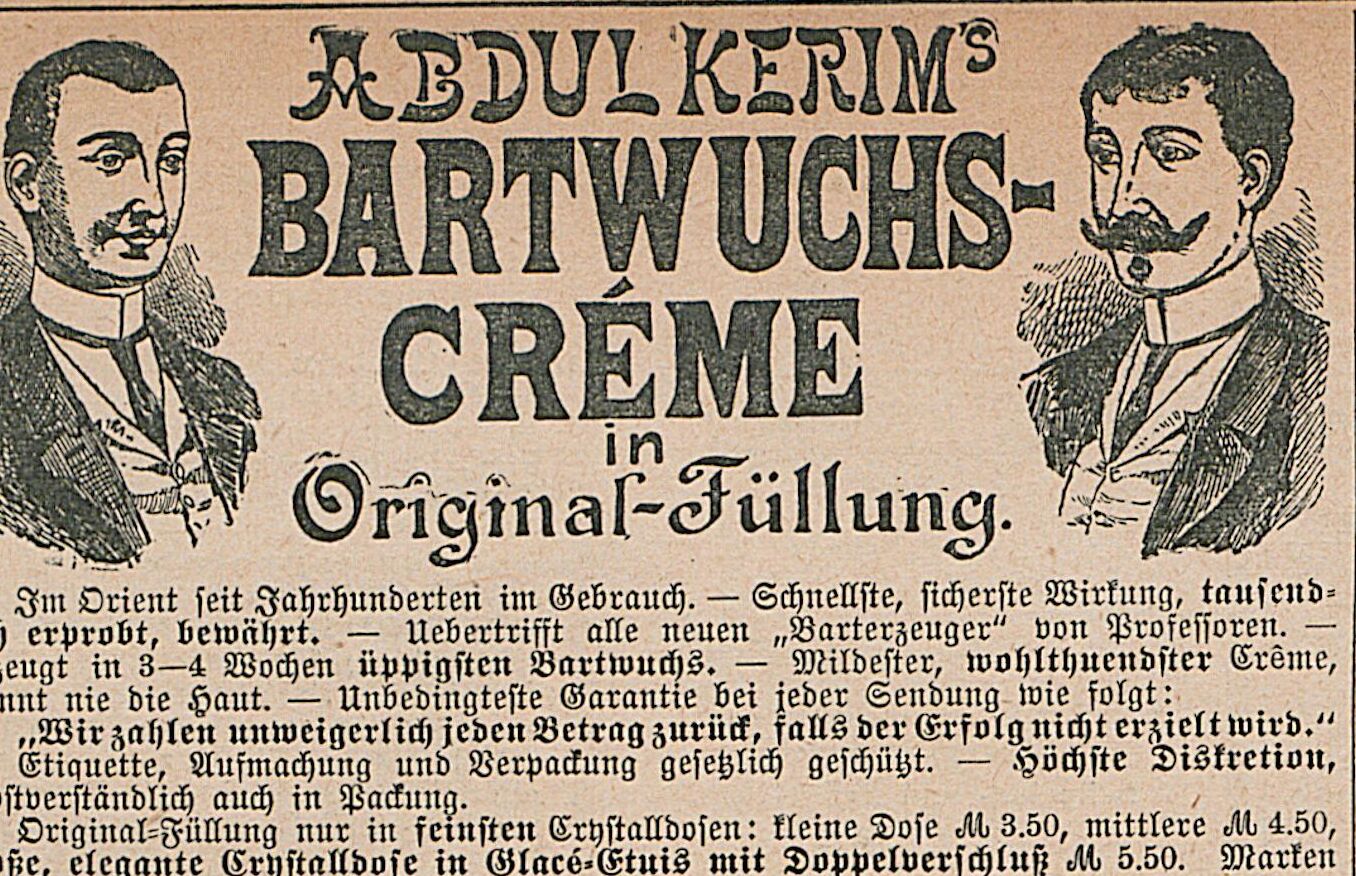 ABDUL KERIM'S
BARTWUCHS-
CRÉME
in
Original-Füllung.
Im Orient seit Jahrhunderten im Gebrauch. — Schnellste, sicherste Wirkung, tausend-
erprobt, bewährt. — Uebertrifft alle neuen „Barterzeuger“ von Professoren. —
in 3—4 Wochen üppigsten Bartwuchs. — Mildester, wohlthuendster Crême,
nie die Haut. — Unbedingteste Garantie bei jeder Sendung wie folgt:
„Wir zahlen unweigerlich jeden Betrag zurück, falls der Erfolg nicht erzielt wird.“
Etiquette, Aufmachung und Verpackung gesetzlich geschützt. — Höchste Diskretion,
auch in Packung.
Original-Füllung nur in feinsten Crystalldosen: kleine Dose M 3.50, mittlere M 4.50,
elegante Crystalldose in Glacé-Etuis mit Doppelverschluß M 5.50. Marken